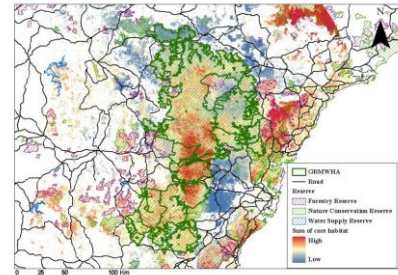 N
GBMWHA
Road
Reserve
Forestry Reserve
Nature Conservation Reserve
Water Supply Reserve
Sum of core habitat
High
Low
0 25 50 100 Km